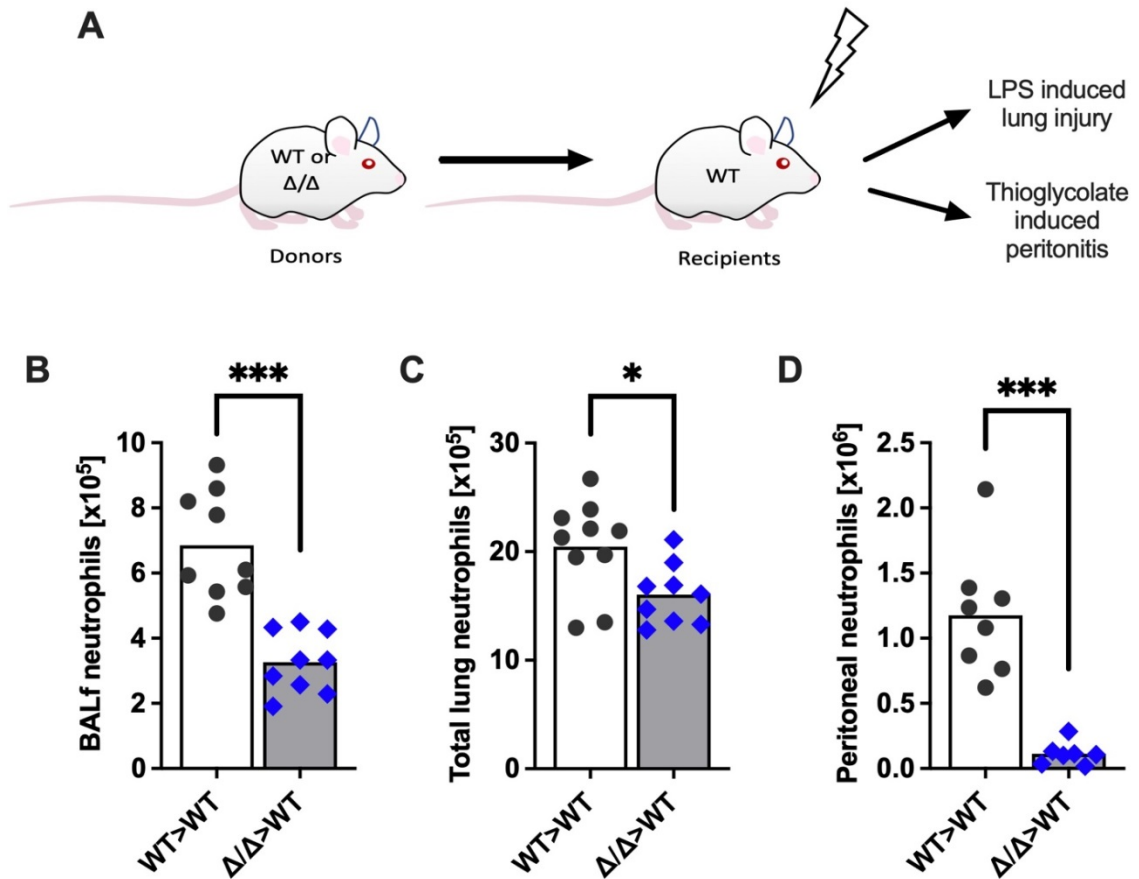 A
WT or
Δ/Δ
Donors
WT
Recipients
LPS induced
lung injury
Thioglycolate
induced
peritonitis
B
***
BALf neutrophils [x10⁵]
10
8
6
4
2
0
WT>WT
Δ/Δ>WT
C
*
Total lung neutrophils [x10⁵]
30
20
10
0
WT>WT
Δ/Δ>WT
D
***
Peritoneal neutrophils [x10⁶]
2.5
2.0
1.5
1.0
0.5
0.0
WT>WT
Δ/Δ>WT